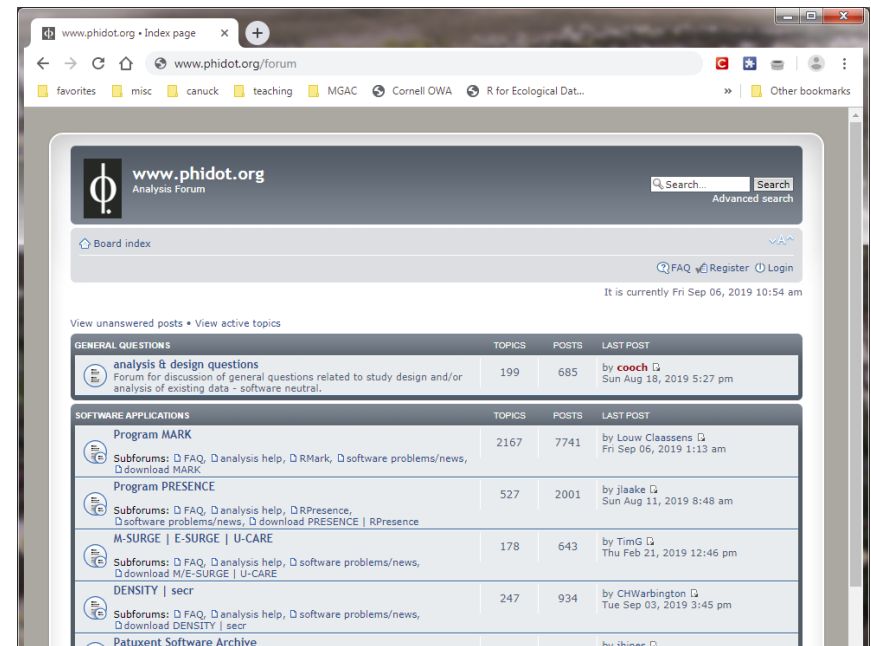 www.phidot.org • Index page
www.phidot.org/forum
favorites misc canuck teaching MGAC Cornell OWA R for Ecological Dat... » Other bookmarks
www.phidot.org
Analysis Forum
Search... Search
Advanced search
Board index
FAQ Register Login
It is currently Fri Sep 06, 2019 10:54 am
View unanswered posts • View active topics
GENERAL QUESTIONS TOPICS POSTS LAST POST
analysis & design questions
Forum for discussion of general questions related to study design and/or
analysis of existing data - software neutral.
199 685 by cooch
Sun Aug 18, 2019 5:27 pm
SOFTWARE APPLICATIONS TOPICS POSTS LAST POST
Program MARK
Subforums: FAQ, analysis help, RMark, software problems/news,
download MARK
2167 7741 by Louw Claassens
Fri Sep 06, 2019 1:13 am
Program PRESENCE
Subforums: FAQ, analysis help, RPresence,
software problems/news, download PRESENCE | RPresence
527 2001 by jlaake
Sun Aug 11, 2019 8:48 am
M-SURGE | E-SURGE | U-CARE
Subforums: FAQ, analysis help, software problems/news,
download M/E-SURGE | U-CARE
178 643 by TimG
Thu Feb 21, 2019 12:46 pm
DENSITY | secr
Subforums: FAQ, analysis help, software problems/news,
download DENSITY | secr
247 934 by CHWarbington
Tue Sep 03, 2019 3:45 pm
Patuxent Software Archive
by jhines